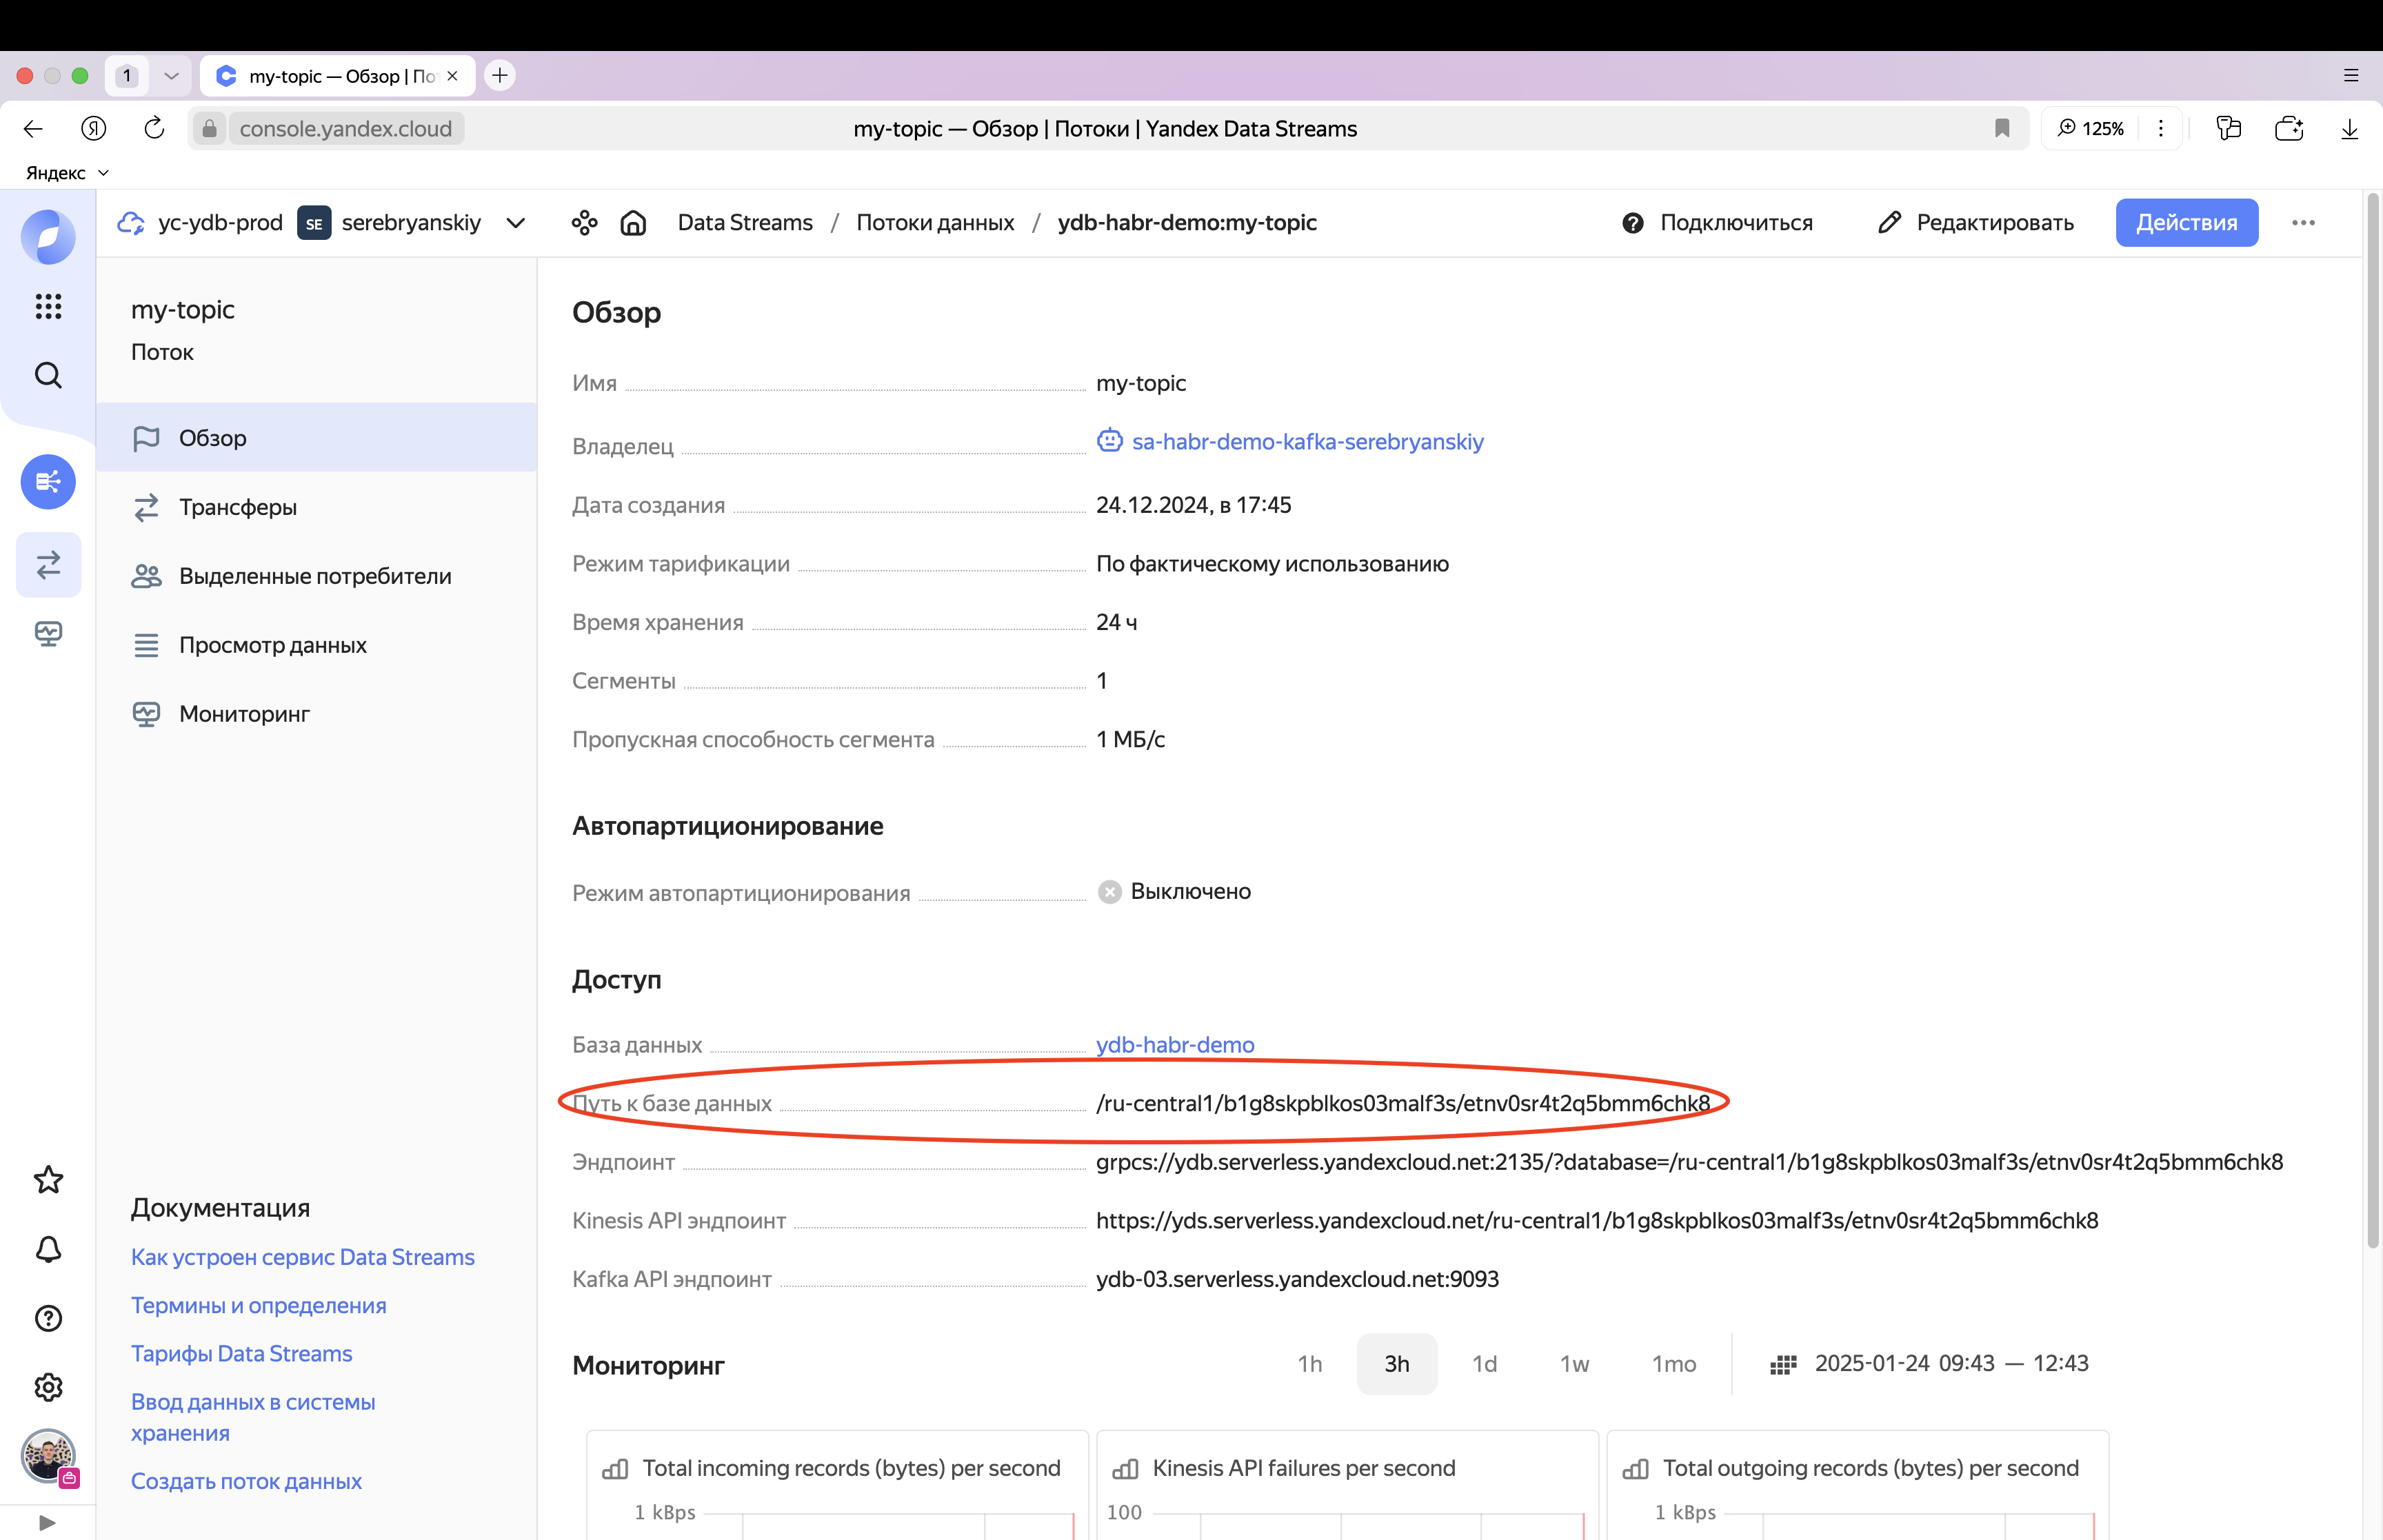 1
my-topic — Обзор | По
console.yandex.cloud
my-topic — Обзор | Потоки | Yandex Data Streams
125%
Яндекс
yc-ydb-prod SE serebryanskiy
Data Streams / Потоки данных / ydb-habr-demo:my-topic
Подключиться
Редактировать
Действия
my-topic
Поток
Обзор
Трансферы
Выделенные потребители
Просмотр данных
Мониторинг
Документация
Как устроен сервис Data Streams
Термины и определения
Тарифы Data Streams
Ввод данных в системы
хранения
Создать поток данных
Обзор
Имя my-topic
Владелец sa-habr-demo-kafka-serebryanskiy
Дата создания 24.12.2024, в 17:45
Режим тарификации По фактическому использованию
Время хранения 24 ч
Сегменты 1
Пропускная способность сегмента 1 МБ/с
Автопартиционирование
Режим автопартиционирования Выключено
Доступ
База данных ydb-habr-demo
Путь к базе данных /ru-central1/b1g8skpblkos03malf3s/etnv0sr4t2q5bmm6chk8
Эндпоинт grpcs://ydb.serverless.yandexcloud.net:2135/?database=/ru-central1/b1g8skpblkos03malf3s/etnv0sr4t2q5bmm6chk8
Kinesis API эндпоинт https://yds.serverless.yandexcloud.net/ru-central1/b1g8skpblkos03malf3s/etnv0sr4t2q5bmm6chk8
Kafka API эндпоинт ydb-03.serverless.yandexcloud.net:9093
Мониторинг
1h 3h 1d 1w 1mo 2025-01-24 09:43 — 12:43
Total incoming records (bytes) per second
1 kBps
Kinesis API failures per second
100
Total outgoing records (bytes) per second
1 kBps